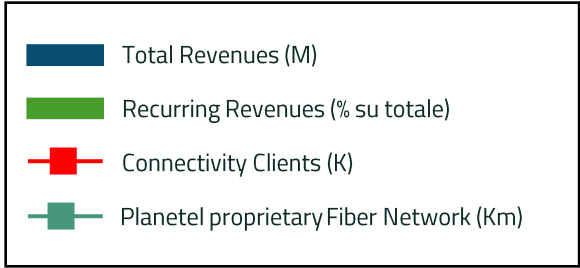 Total Revenues (M)
Recurring Revenues (% su totale)
Connectivity Clients (K)
Planetel proprietary Fiber Network (Km)